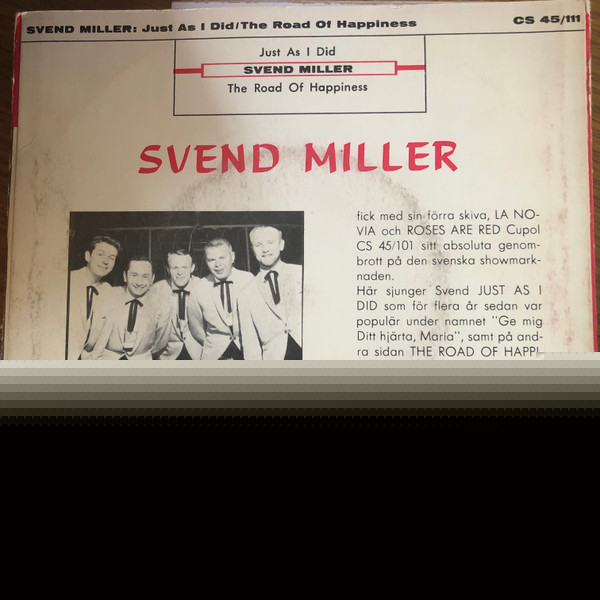 SVEND MILLER: Just As I Did/The Road Of Happiness CS 45/111
Just As I Did
SVEND MILLER
The Road Of Happiness
SVEND MILLER
fick med sin förra skiva, LA NO-
VIA och ROSES ARE RED Cupol
CS 45/101 sitt absoluta genom-
brott på den svenska showmark-
naden.
Här sjunger Svend JUST AS I
DID som för flera år sedan var
populär under namnet "Ge mig
Ditt hjärta, Maria", samt på and-
ra sidan THE ROAD OF HAPPI-